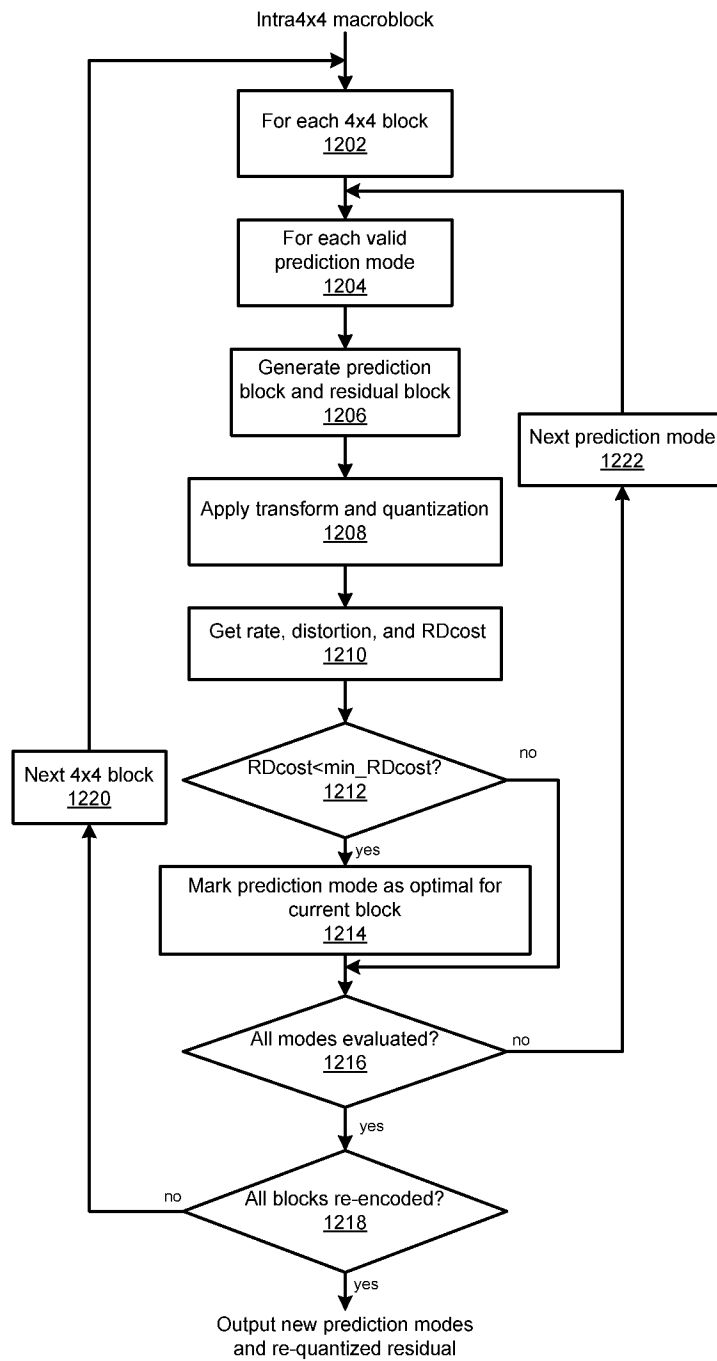 Intra4x4 macroblock
For each 4x4 block
1202
For each valid
prediction mode
1204
Generate prediction
block and residual block
1206
Next prediction mode
1222
Apply transform and quantization
1208
Get rate, distortion, and RDcost
1210
RDcost<min_RDcost?
1212
no
yes
Next 4x4 block
1220
Mark prediction mode as optimal for
current block
1214
All modes evaluated?
1216
no
yes
All blocks re-encoded?
1218
no
yes
Output new prediction modes
and re-quantized residual